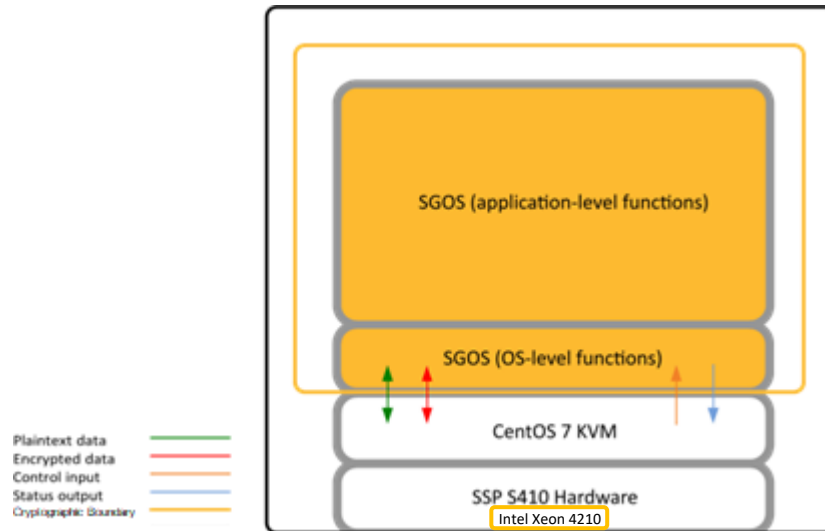 SGOS (application-level functions)
SGOS (OS-level functions)
CentOS 7 KVM
SSP S410 Hardware
Intel Xeon 4210
Plaintext data
Encrypted data
Control input
Status output
Cryptographic Boundary